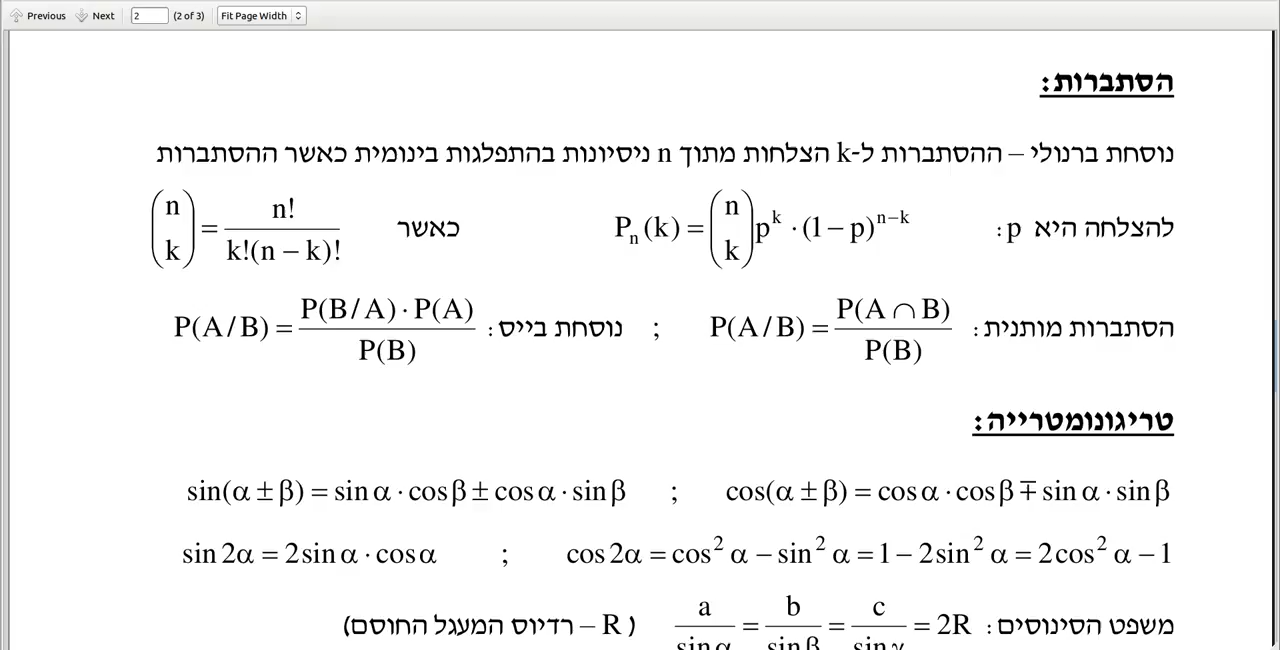 Previous Next 2 (2 of 3) Fit Page Width
הסתברות:
נוסחת ברנולי – ההסתברות ל-k הצלחות מתוך n ניסיונות בהתפלגות בינומית כאשר ההסתברות
להצלחה היא p: P_n(k) = (n k) p^k · (1 − p)^{n−k} כאשר (n k) = n! / k!(n − k)!
הסתברות מותנית: P(A/B) = P(A ∩ B) / P(B) ; נוסחת בייס: P(A/B) = P(B/A) · P(A) / P(B)
טריגונומטרייה:
sin(α ± β) = sin α · cos β ± cos α · sin β ; cos(α ± β) = cos α · cos β ∓ sin α · sin β
sin 2α = 2sin α · cos α ; cos 2α = cos² α − sin² α = 1 − 2sin² α = 2cos² α − 1
משפט הסינוסים: a / sin α = b / sin β = c / sin γ = 2R (R – רדיוס המעגל החוסם)